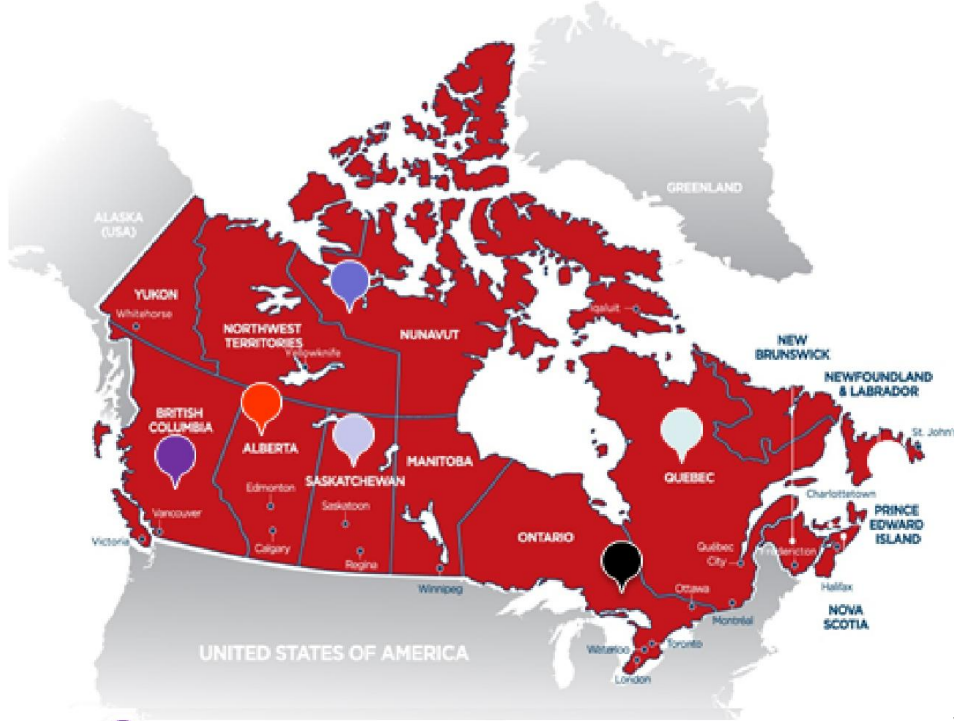 GREENLAND
ALASKA
(USA)
YUKON
Whitehorse
NORTHWEST
TERRITORIES
Yellowknife
NUNAVUT
Iqaluit
NEW
BRUNSWICK
NEWFOUNDLAND
& LABRADOR
St. John's
BRITISH
COLUMBIA
ALBERTA
SASKATCHEWAN
MANITOBA
QUEBEC
Edmonton
Saskatoon
Vancouver
Victoria
Calgary
Regina
Winnipeg
ONTARIO
Charlottetown
PRINCE
EDWARD
ISLAND
Québec
City
Fredericton
Halifax
NOVA
SCOTIA
Ottawa
Montréal
Toronto
Waterloo
London
UNITED STATES OF AMERICA